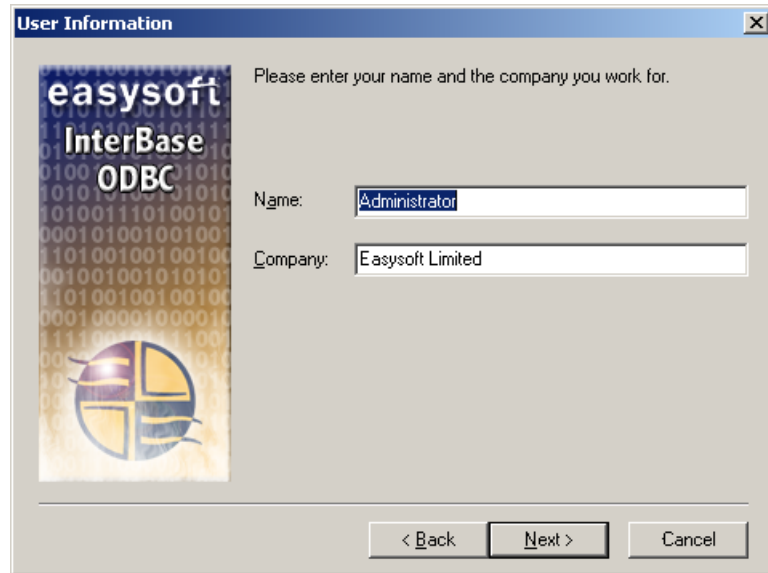 User Information
easysoft
InterBase
ODBC
Please enter your name and the company you work for.
Name: Administrator
Company: Easysoft Limited
< Back Next > Cancel